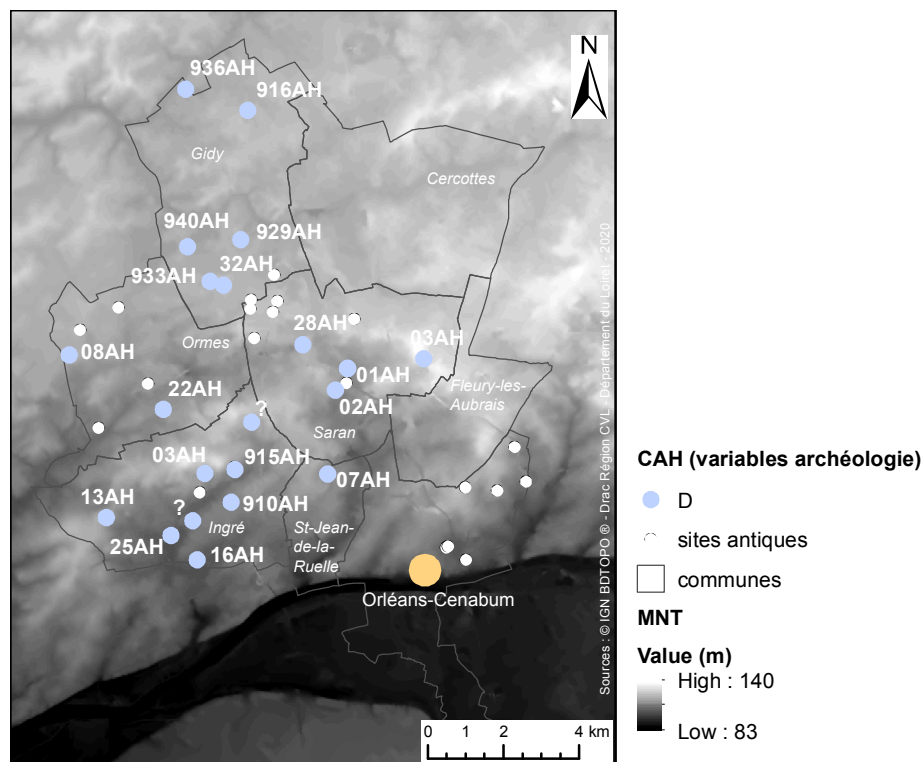 N
936AH
916AH
Gidy
Cercottes
940AH
929AH
933AH
32AH
Ormes
28AH
03AH
08AH
01AH
Fleury-les-
Aubrais
22AH
02AH
?
Saran
03AH
915AH
07AH
13AH
?
910AH
Ingré
St-Jean-
de-la-
Ruelle
25AH
16AH
Orléans-Cenabum
0 1 2 4 km
Sources : © IGN BDTOPO ® - Drac Région CVL - Département du Loiret - 2020
CAH (variables archéologie)
D
sites antiques
communes
MNT
Value (m)
High : 140
Low : 83